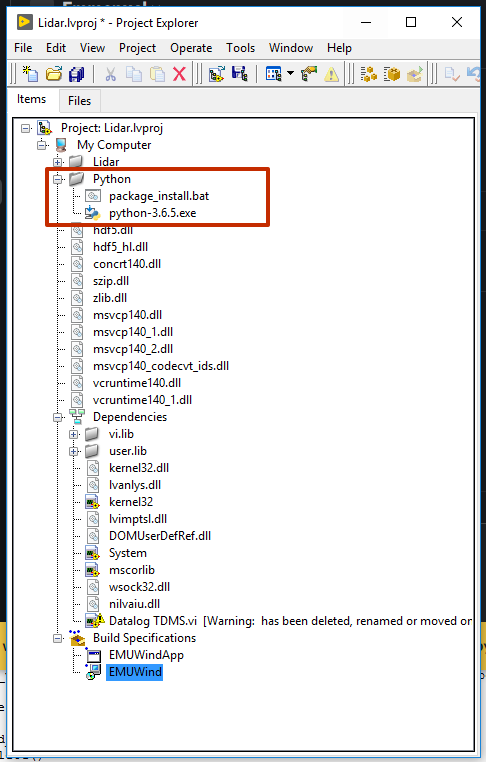 Lidar.lvproj * - Project Explorer
File Edit View Project Operate Tools Window Help
Items Files
Project: Lidar.lvproj
My Computer
Lidar
Python
package_install.bat
python-3.6.5.exe
hdf5.dll
hdf5_hl.dll
concrt140.dll
szip.dll
zlib.dll
msvcp140.dll
msvcp140_1.dll
msvcp140_2.dll
msvcp140_codecvt_ids.dll
vcruntime140.dll
vcruntime140_1.dll
Dependencies
vi.lib
user.lib
kernel32.dll
lvanlys.dll
kernel32
lvimptsl.dll
DOMUserDefRef.dll
System
mscorlib
wsock32.dll
nilvaiu.dll
Datalog TDMS.vi [Warning: has been deleted, renamed or moved on
Build Specifications
EMUWindApp
EMUWind